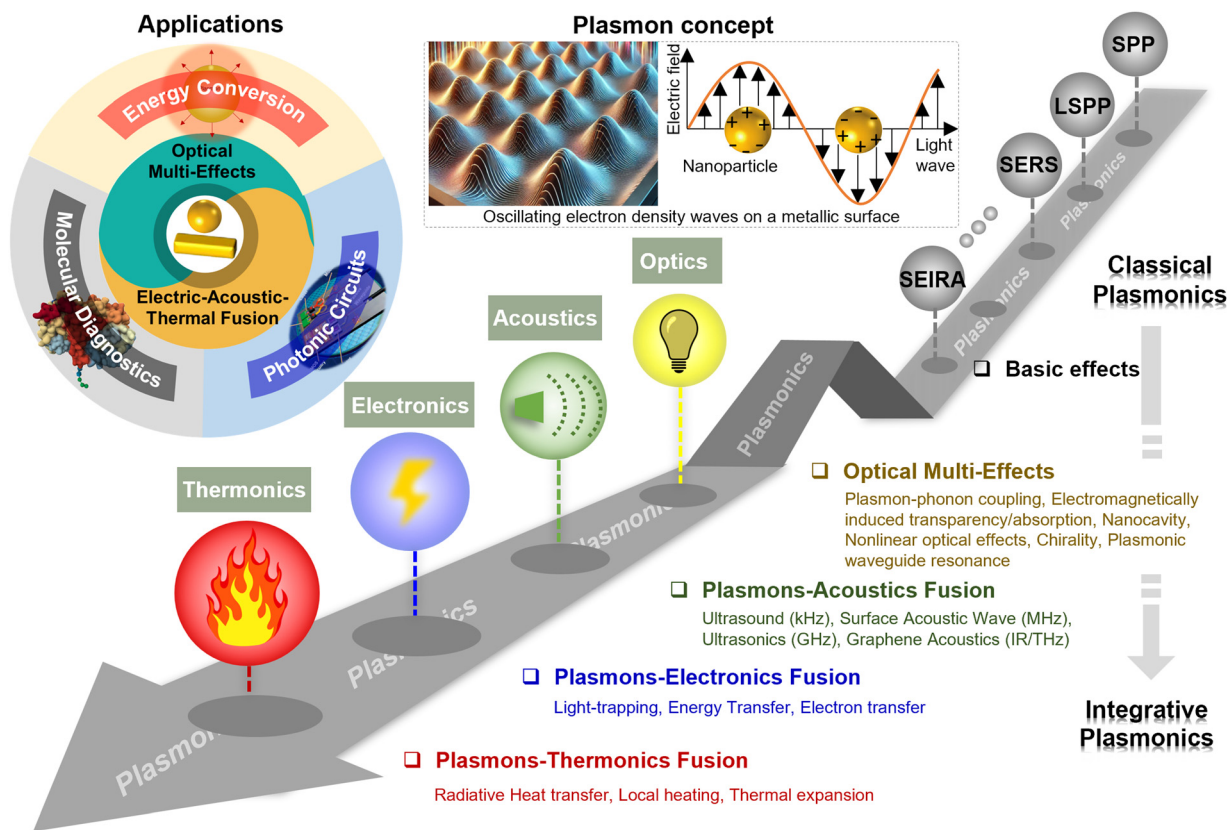 Applications
Energy Conversion
Optical
Multi-Effects
Molecular Diagnostics
Electric-Acoustic-
Thermal Fusion
Photonic Circuits
Plasmon concept
Electric field
+ + + + +
- - - -
Nanoparticle
- - - -
+ + + + +
Light
wave
Oscillating electron density waves on a metallic surface
SPP
LSPP
SERS
SEIRA
Plasmonics
Plasmonics
Plasmonics
Plasmonics
Plasmonics
Plasmonics
Plasmonics
Optics
Acoustics
Electronics
Thermonics
Classical
Plasmonics
❑ Basic effects
❑ Optical Multi-Effects
Plasmon-phonon coupling, Electromagnetically
induced transparency/absorption, Nanocavity,
Nonlinear optical effects, Chirality, Plasmonic
waveguide resonance
❑ Plasmons-Acoustics Fusion
Ultrasound (kHz), Surface Acoustic Wave (MHz),
Ultrasonics (GHz), Graphene Acoustics (IR/THz)
❑ Plasmons-Electronics Fusion
Light-trapping, Energy Transfer, Electron transfer
❑ Plasmons-Thermonics Fusion
Radiative Heat transfer, Local heating, Thermal expansion
Integrative
Plasmonics